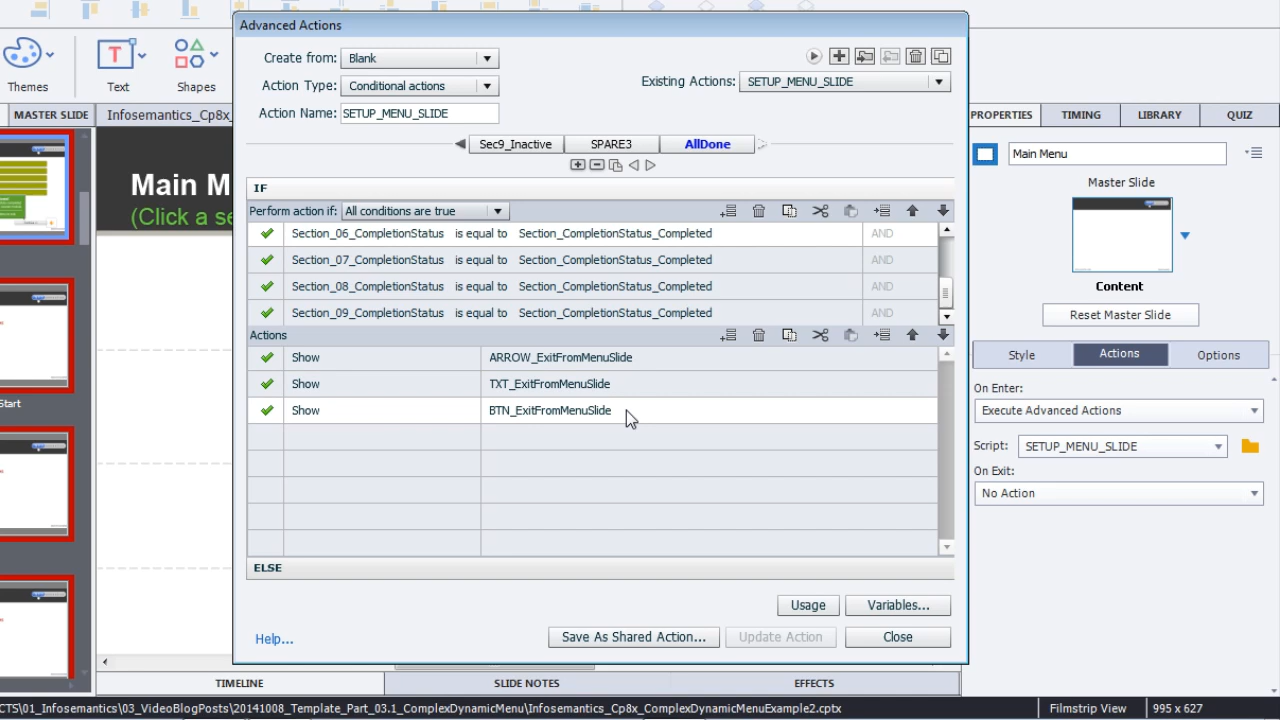 Advanced Actions
Create from: Blank
Action Type: Conditional actions
Existing Actions: SETUP_MENU_SLIDE
Action Name: SETUP_MENU_SLIDE
Themes
Text
Shapes
MASTER SLIDE
Infosemantics_Cp8x_
PROPERTIES
TIMING
LIBRARY
QUIZ
Sec9_Inactive
SPARE3
AllDone
Main Menu
Main M
(Click a se
Master Slide
Content
Reset Master Slide
Style
Actions
Options
On Enter:
Execute Advanced Actions
Script: SETUP_MENU_SLIDE
On Exit:
No Action
IF
Perform action if: All conditions are true
Section_06_CompletionStatus is equal to Section_CompletionStatus_Completed AND
Section_07_CompletionStatus is equal to Section_CompletionStatus_Completed AND
Section_08_CompletionStatus is equal to Section_CompletionStatus_Completed AND
Section_09_CompletionStatus is equal to Section_CompletionStatus_Completed AND
Actions
Show ARROW_ExitFromMenuSlide
Show TXT_ExitFromMenuSlide
Show BTN_ExitFromMenuSlide
Start
ELSE
Usage
Variables...
Help...
Save As Shared Action...
Update Action
Close
TIMELINE
SLIDE NOTES
EFFECTS
CTS\01_Infosemantics\03_VideoBlogPosts\20141008_Template_Part_03.1_ComplexDynamicMenu\Infosemantics_Cp8x_ComplexDynamicMenuExample2.cptx
Filmstrip View
995 x 627